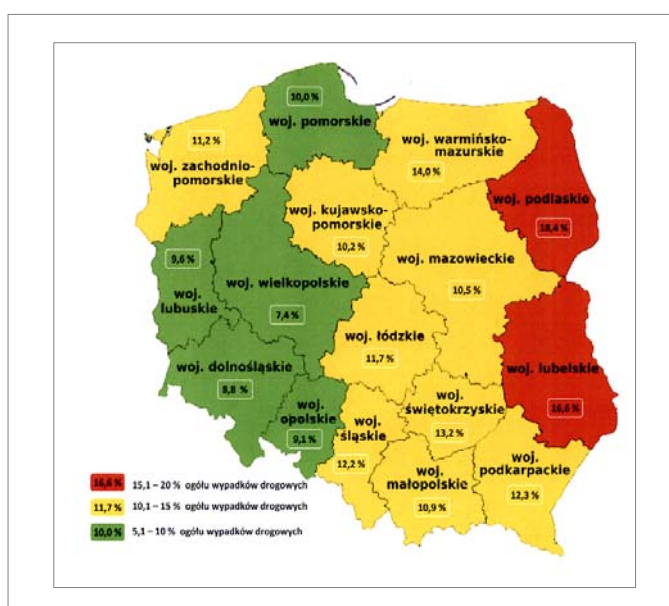 10,0 %
woj. pomorskie
11,2 %
woj. zachodnio-
pomorskie
woj. warmińsko-
mazurskie
14,0 %
woj. podlaskie
18,4 %
woj. kujawsko-
pomorskie
10,2 %
woj. mazowieckie
10,5 %
9,6 %
woj.
lubuskie
woj. wielkopolskie
7,4 %
woj. łódzkie
11,7 %
woj. lubelskie
16,6 %
woj. dolnośląskie
8,8 %
woj.
opolskie
9,1 %
woj.
śląskie
12,2 %
woj.
świętokrzyskie
13,2 %
woj.
małopolskie
10,9 %
woj.
podkarpackie
12,3 %
16,6 % 15,1 – 20 % ogółu wypadków drogowych
11,7 % 10,1 – 15 % ogółu wypadków drogowych
10,0 % 5,1 – 10 % ogółu wypadków drogowych